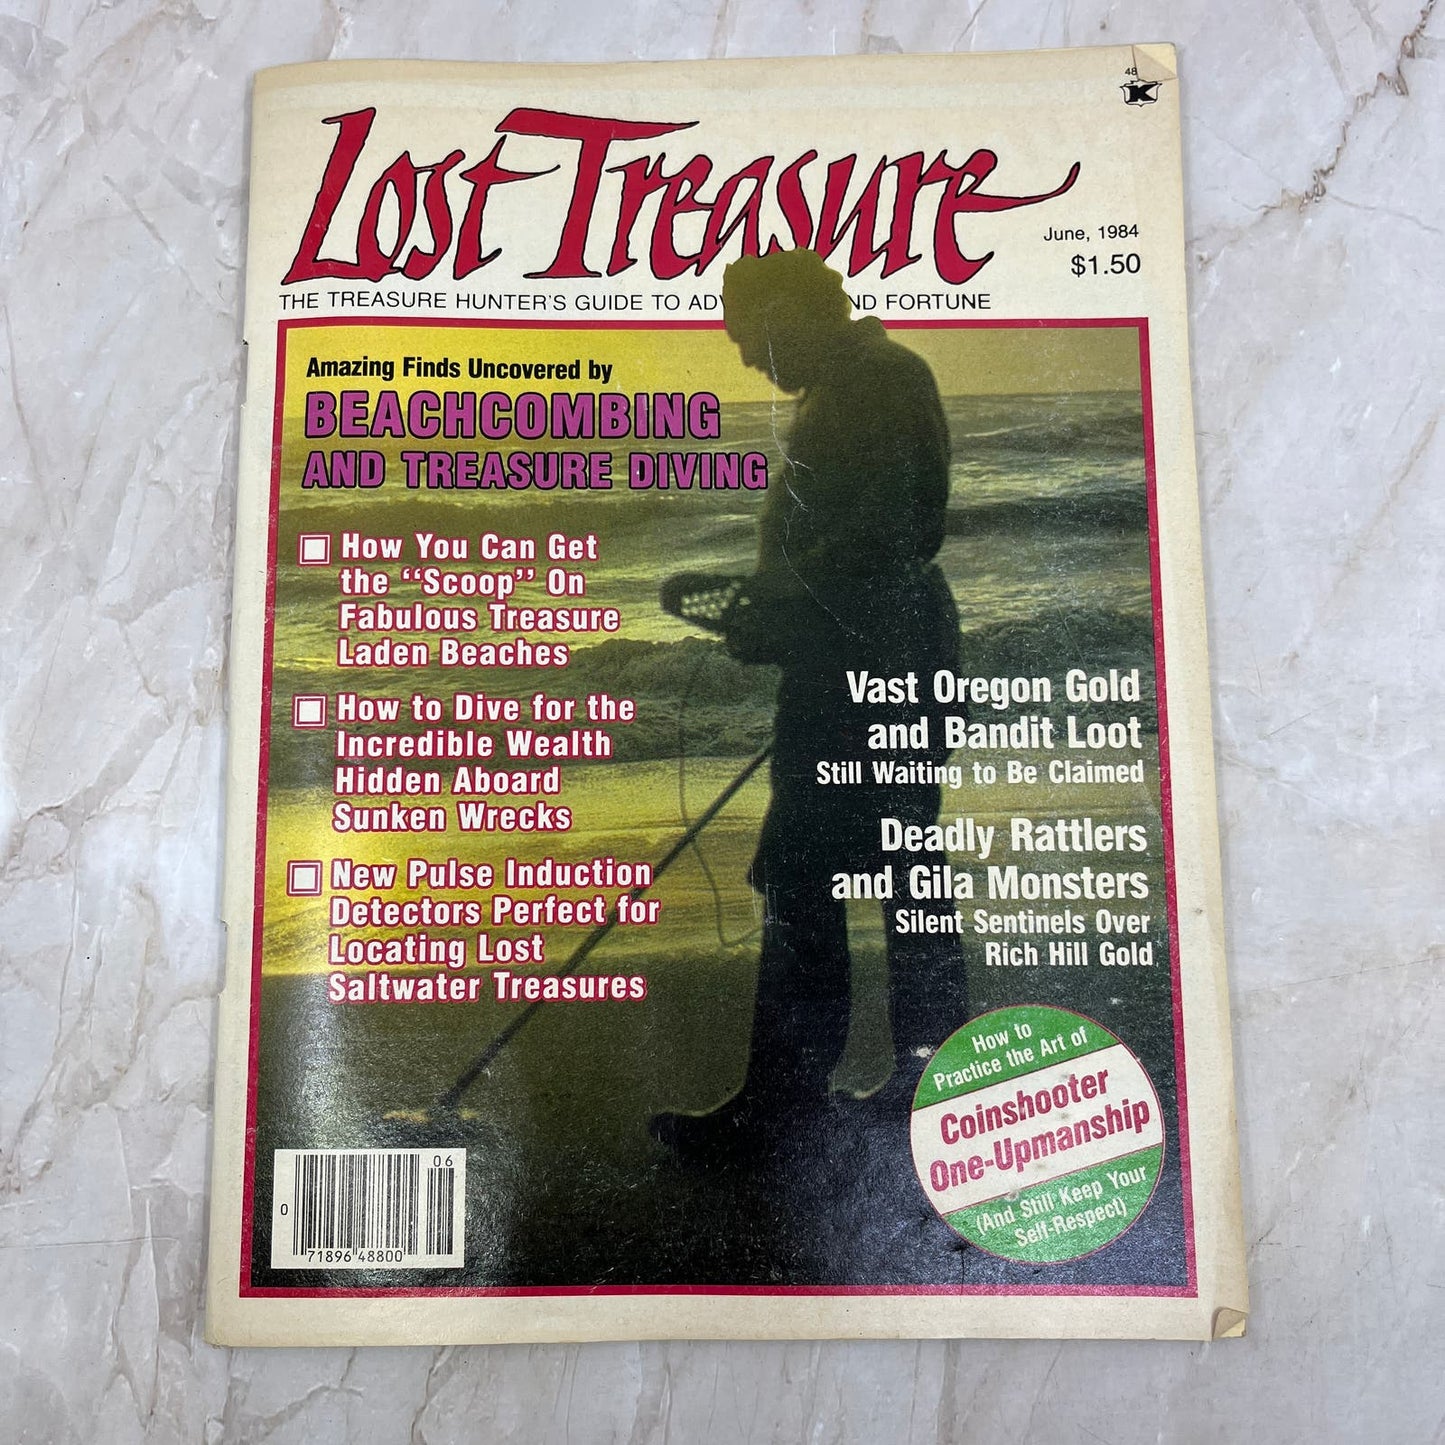 48
K
Lost Treasure
June, 1984
$1.50
THE TREASURE HUNTER'S GUIDE TO AD ND FORTUNE
Amazing Finds Uncovered by
BEACHCOMBING
AND TREASURE DIVING
How You Can Get
the "Scoop" On
Fabulous Treasure
Laden Beaches
How to Dive for the
Incredible Wealth
Hidden Aboard
Sunken Wrecks
New Pulse Induction
Detectors Perfect for
Locating Lost
Saltwater Treasures
Vast Oregon Gold
and Bandit Loot
Still Waiting to Be Claimed
Deadly Rattlers
and Gila Monsters
Silent Sentinels Over
Rich Hill Gold
How to
Practice the Art of
Coinshooter
One-Upmanship
(And Still Keep Your
Self-Respect)
06
0
71896 48800